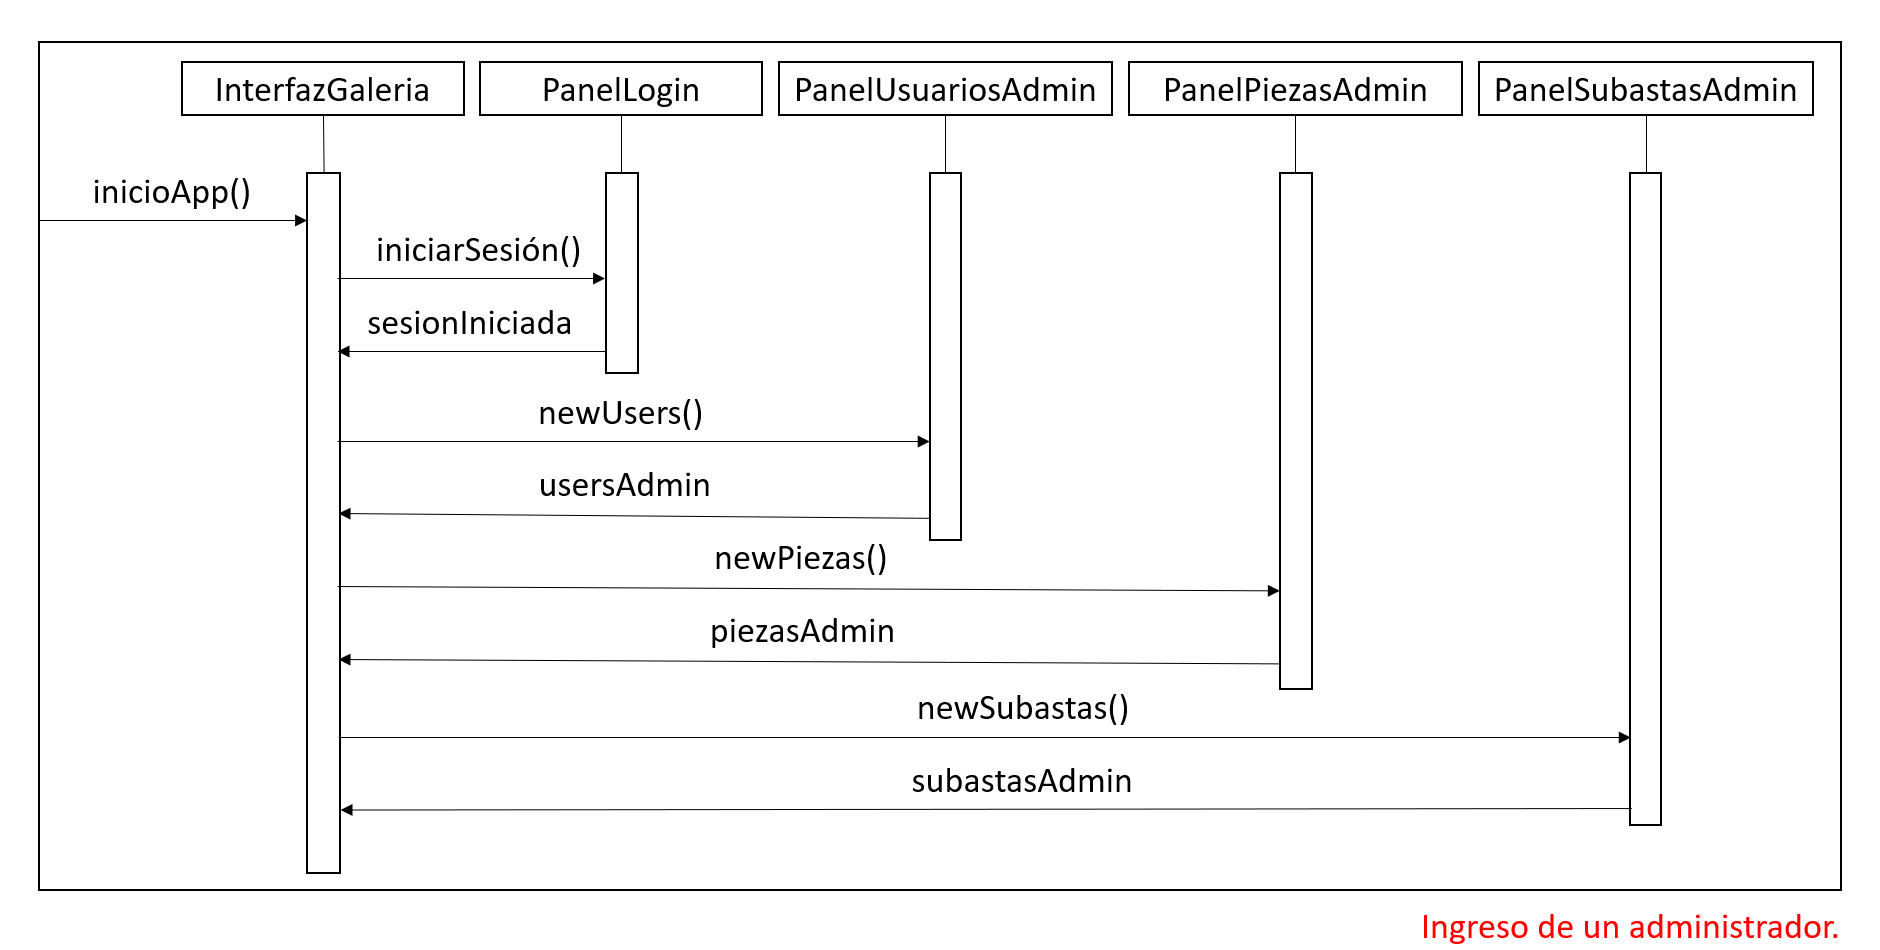 InterfazGaleria
PanelLogin
PanelUsuariosAdmin
PanelPiezasAdmin
PanelSubastasAdmin
inicioApp()
iniciarSesión()
sesionIniciada
newUsers()
usersAdmin
newPiezas()
piezasAdmin
newSubastas()
subastasAdmin
Ingreso de un administrador.